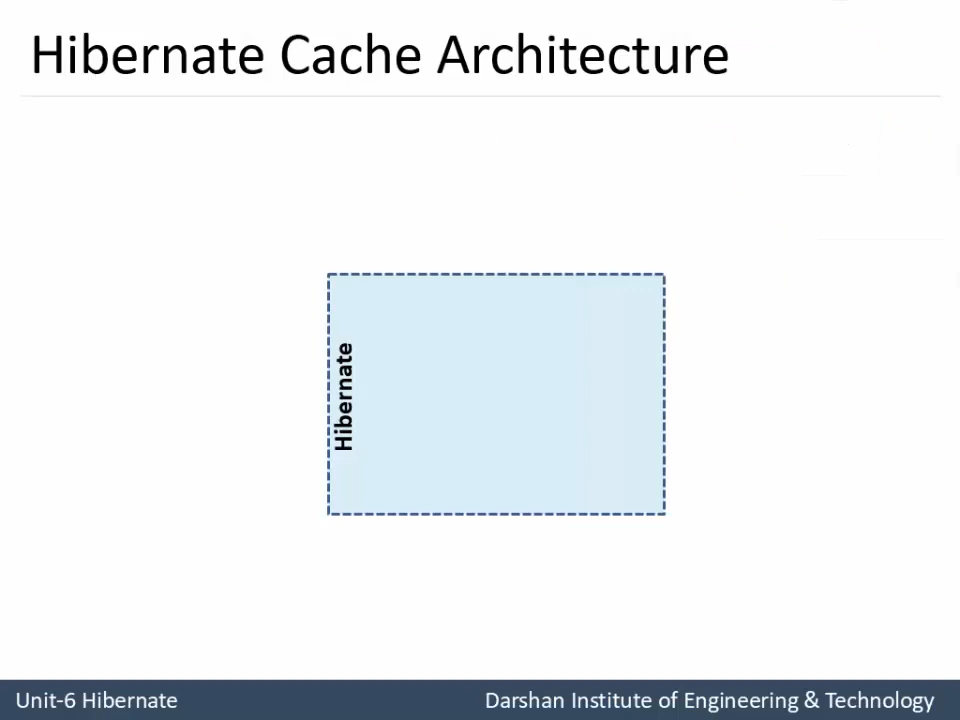 Hibernate Cache Architecture
Hibernate
Unit-6 Hibernate
Darshan Institute of Engineering & Technology